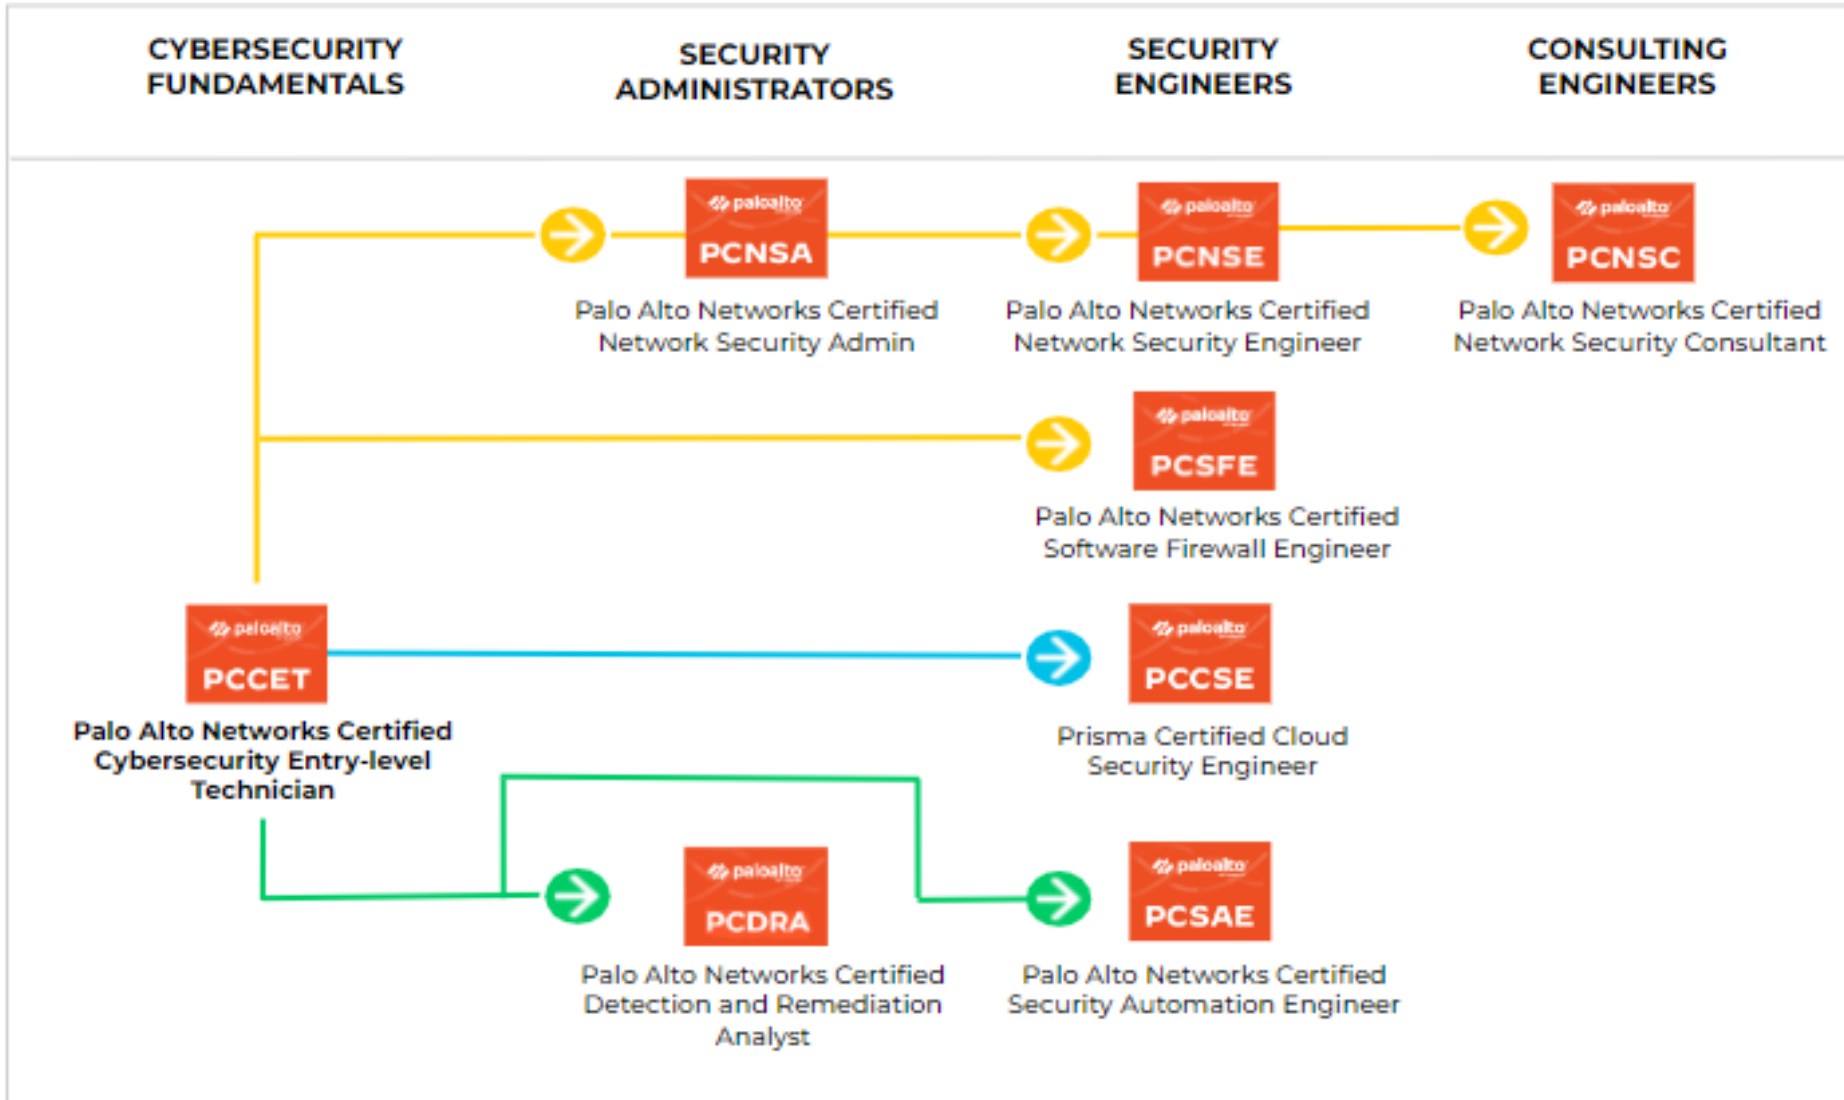 CYBERSECURITY
FUNDAMENTALS
SECURITY
ADMINISTRATORS
SECURITY
ENGINEERS
CONSULTING
ENGINEERS
paloalto
PCNSA
Palo Alto Networks Certified
Network Security Admin
paloalto
PCNSE
Palo Alto Networks Certified
Network Security Engineer
paloalto
PCNSC
Palo Alto Networks Certified
Network Security Consultant
paloalto
PCSFE
Palo Alto Networks Certified
Software Firewall Engineer
paloalto
PCCET
Palo Alto Networks Certified
Cybersecurity Entry-level
Technician
paloalto
PCCSE
Prisma Certified Cloud
Security Engineer
paloalto
PCDRA
Palo Alto Networks Certified
Detection and Remediation
Analyst
paloalto
PCSAE
Palo Alto Networks Certified
Security Automation Engineer